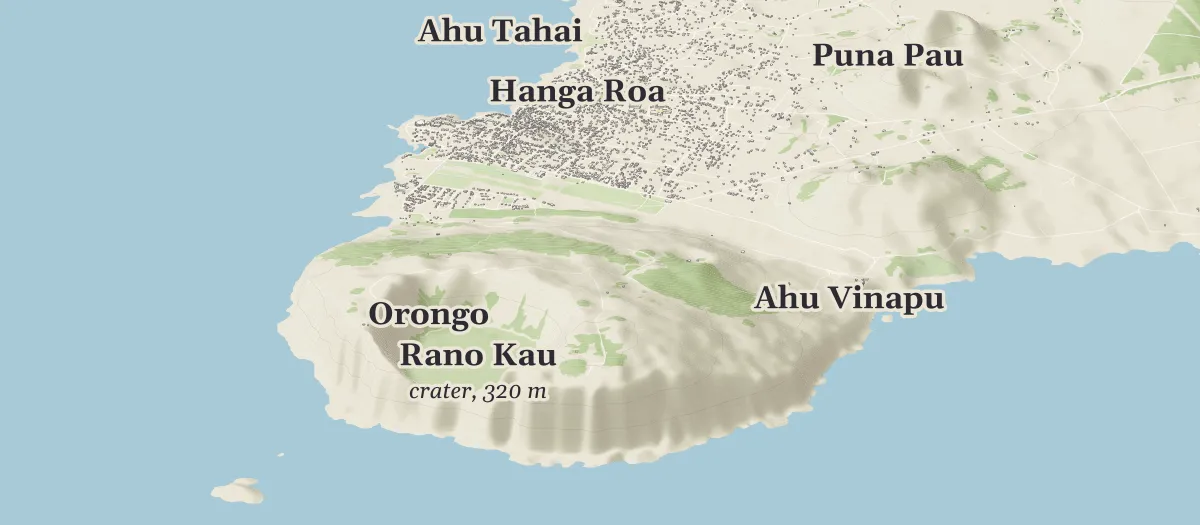 Ahu Tahai
Puna Pau
Hanga Roa
Ahu Vinapu
Orongo
Rano Kau
crater, 320 m